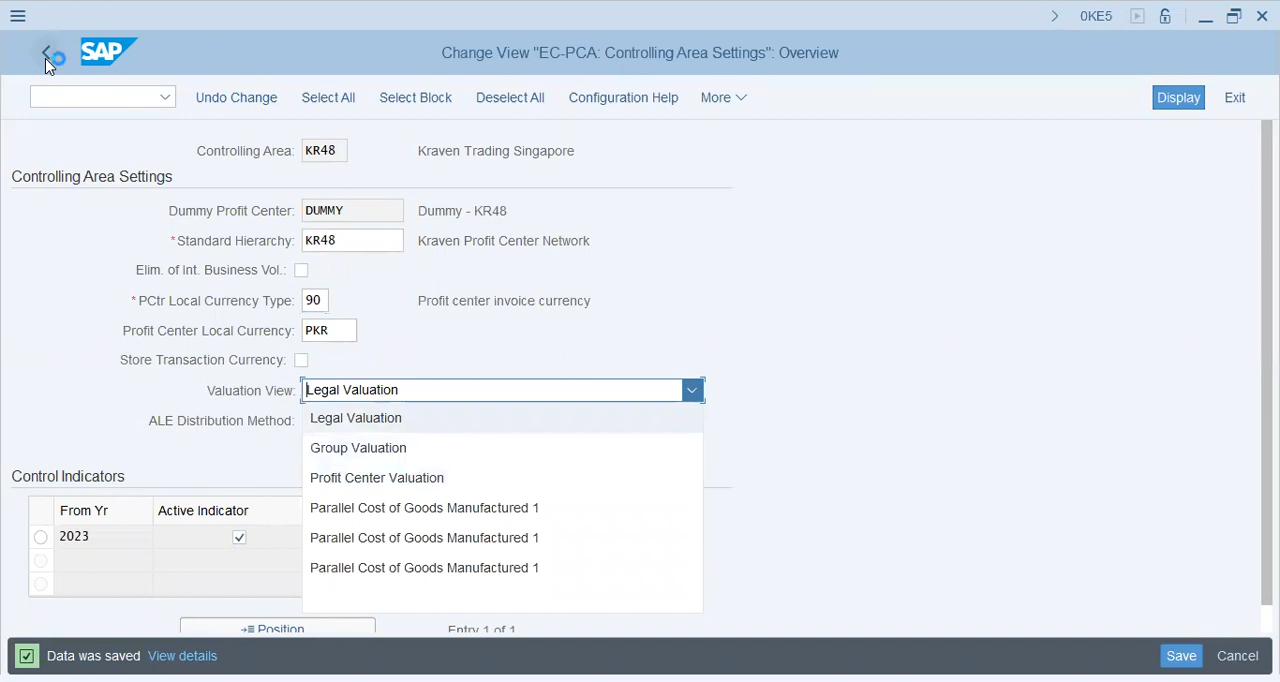 0KE5
SAP Change View "EC-PCA: Controlling Area Settings": Overview
Undo Change Select All Select Block Deselect All Configuration Help More Display Exit
Controlling Area: KR48 Kraven Trading Singapore
Controlling Area Settings
Dummy Profit Center: DUMMY Dummy - KR48
*Standard Hierarchy: KR48 Kraven Profit Center Network
Elim. of Int. Business Vol.:
*PCtr Local Currency Type: 90 Profit center invoice currency
Profit Center Local Currency: PKR
Store Transaction Currency:
Valuation View: Legal Valuation
ALE Distribution Method: Legal Valuation
Group Valuation
Profit Center Valuation
Control Indicators
Parallel Cost of Goods Manufactured 1
From Yr Active Indicator
Parallel Cost of Goods Manufactured 1
2023
Parallel Cost of Goods Manufactured 1
Position Entry 1 of 1
Data was saved View details Save Cancel